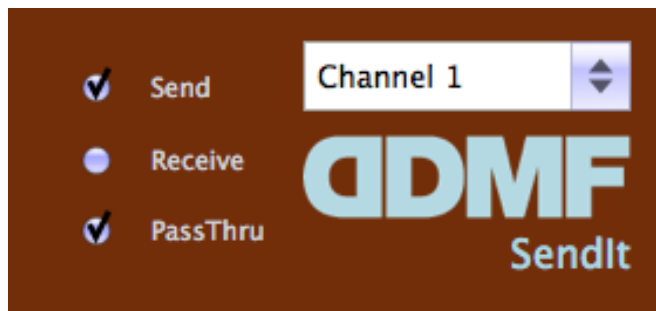 Send
Channel 1
Receive
DDMF
PassThru
SendIt